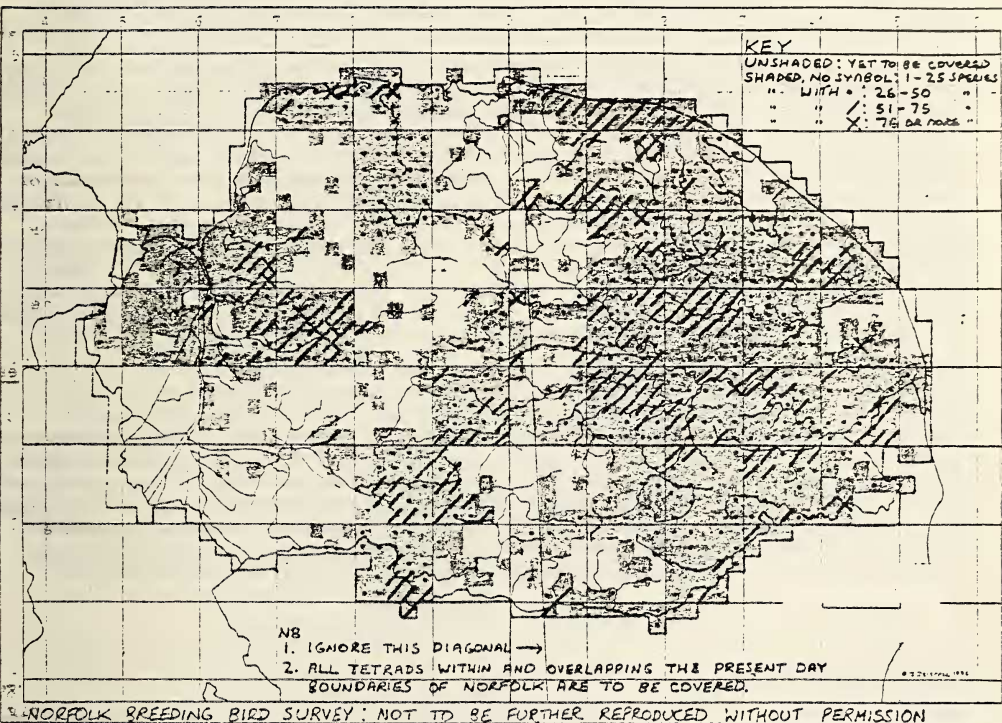 KEY
UNSHADED: YET TO BE COVERED
SHADED, NO SYMBOL: 1-25 SPECIES
" WITH • : 26-50 "
" " / : 51-75 "
" " X : 76 OR MORE "
NB
1. IGNORE THIS DIAGONAL →
2. ALL TETRADS WITHIN AND OVERLAPPING THE PRESENT DAY
BOUNDARIES OF NORFOLK ARE TO BE COVERED.
NORFOLK BREEDING BIRD SURVEY: NOT TO BE FURTHER REPRODUCED WITHOUT PERMISSION